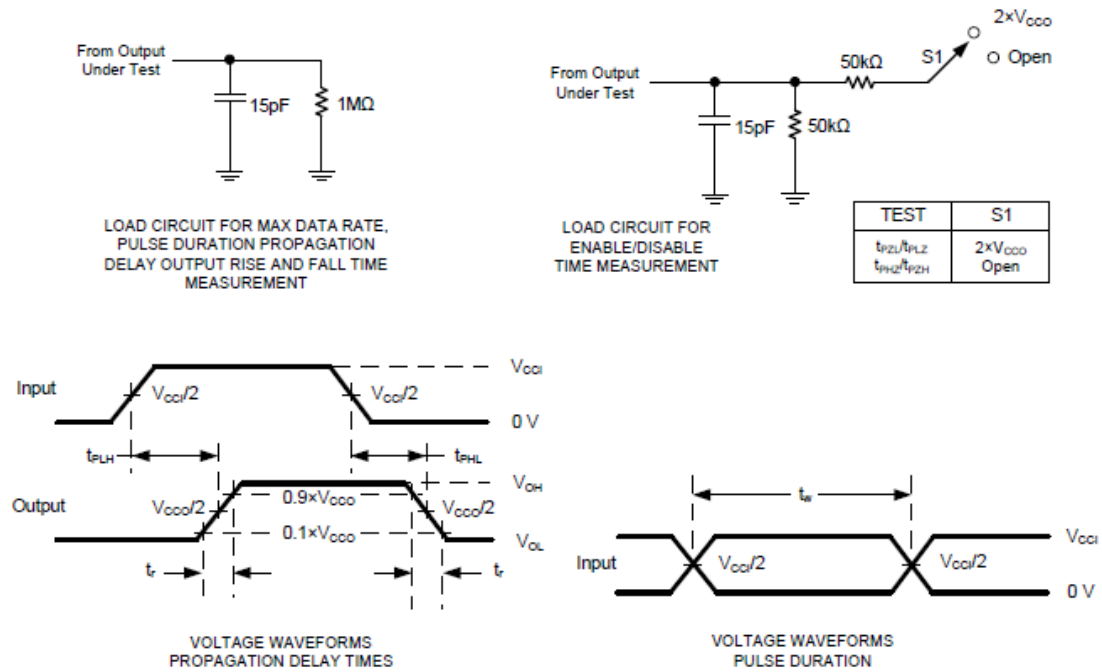 From Output
Under Test
15pF
1MΩ
LOAD CIRCUIT FOR MAX DATA RATE,
PULSE DURATION PROPAGATION
DELAY OUTPUT RISE AND FALL TIME
MEASUREMENT
2×VCCO
S1
Open
50kΩ
From Output
Under Test
15pF
50kΩ
LOAD CIRCUIT FOR
ENABLE/DISABLE
TIME MEASUREMENT
TEST S1
tPZL/tPLZ 2×VCCO
tPHZ/tPZH Open
Input
VCCI/2
VCCI/2
VCCI
0 V
tPLH
tPHL
Output
VCCO/2
0.9×VCCO
0.1×VCCO
VCCO/2
VOH
VOL
tr
tr
VOLTAGE WAVEFORMS
PROPAGATION DELAY TIMES
tw
Input
VCCI/2
VCCI/2
VCCI
0 V
VOLTAGE WAVEFORMS
PULSE DURATION